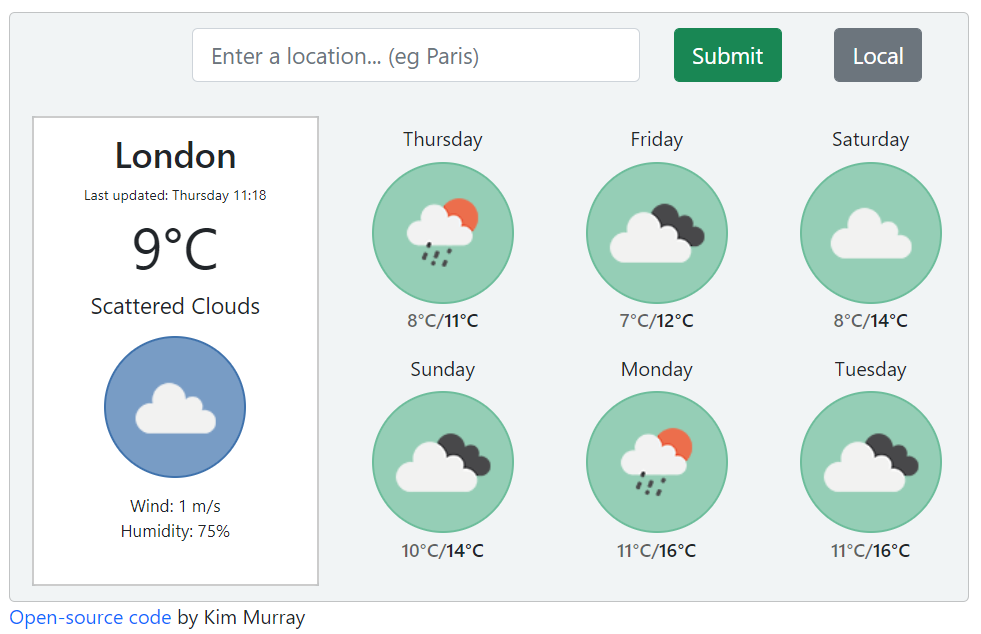 Enter a location... (eg Paris) Submit Local
London
Last updated: Thursday 11:18
9°C
Scattered Clouds
Wind: 1 m/s
Humidity: 75%
Thursday Friday Saturday
8°C/11°C 7°C/12°C 8°C/14°C
Sunday Monday Tuesday
10°C/14°C 11°C/16°C 11°C/16°C
Open-source code by Kim Murray